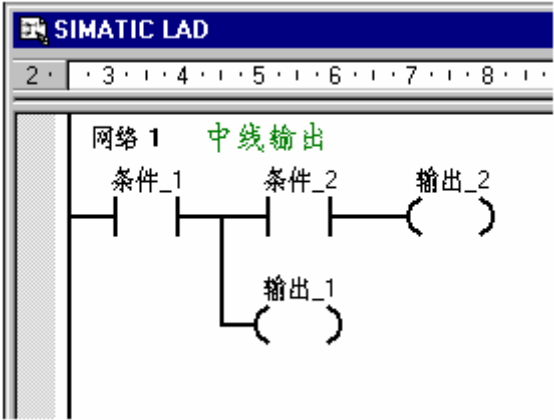 SIMATIC LAD
2 · · 3 · ı · 4 · ı · 5 · ı · 6 · ı · 7 · ı · 8 · ı ·
网络 1 中线输出
条件_1 条件_2 输出_2
输出_1